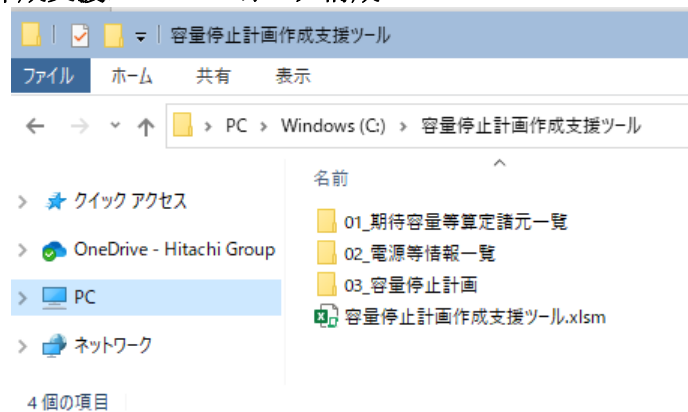 容量停止計画作成支援ツール
ファイル ホーム 共有 表示
PC > Windows (C:) > 容量停止計画作成支援ツール
名前
クイック アクセス
01_期待容量等算定諸元一覧
OneDrive - Hitachi Group
02_電源等情報一覧
03_容量停止計画
PC
容量停止計画作成支援ツール.xlsm
ネットワーク
4 個の項目